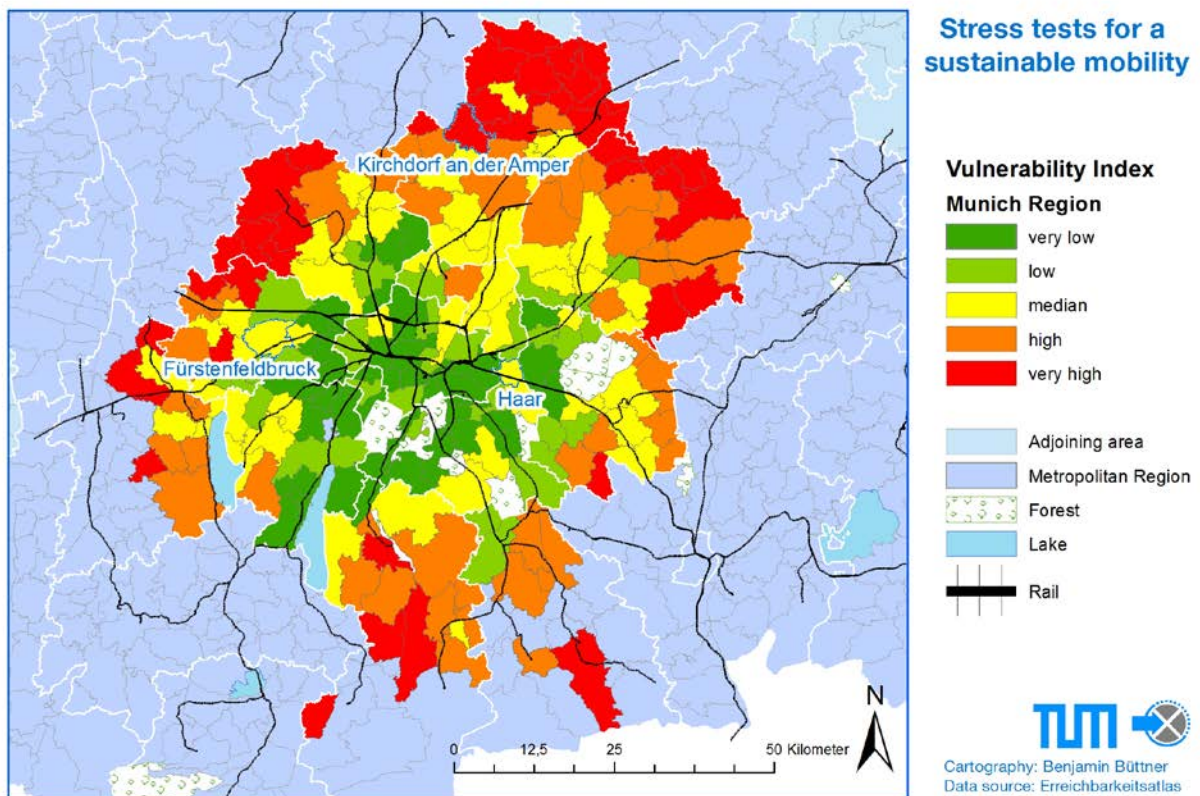 Stress tests for a
sustainable mobility
Kirchdorf an der Amper
Fürstenfeldbruck
Haar
Vulnerability Index
Munich Region
very low
low
median
high
very high
Adjoining area
Metropolitan Region
Forest
Lake
Rail
N
0 12,5 25 50 Kilometer
TUM
Cartography: Benjamin Büttner
Data source: Erreichbarkeitsatlas